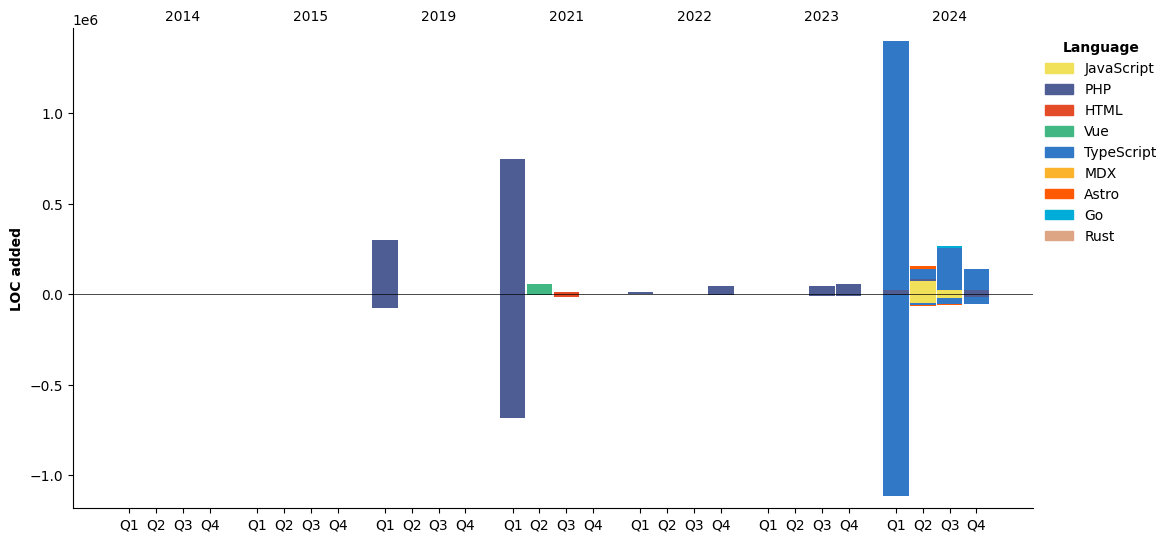 1e6
2014 2015 2019 2021 2022 2023 2024
Language
JavaScript
PHP
HTML
Vue
TypeScript
MDX
Astro
Go
Rust
LOC added
1.0
0.5
0.0
−0.5
−1.0
Q1 Q2 Q3 Q4 Q1 Q2 Q3 Q4 Q1 Q2 Q3 Q4 Q1 Q2 Q3 Q4 Q1 Q2 Q3 Q4 Q1 Q2 Q3 Q4 Q1 Q2 Q3 Q4